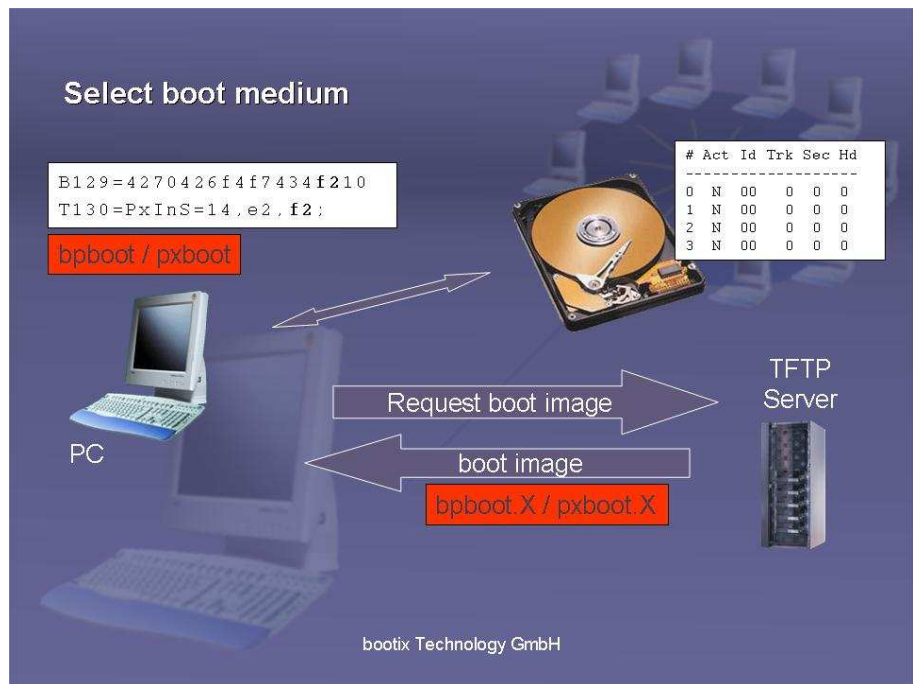 Select boot medium
B129=4270426f4f7434f210
T130=PxInS=14,e2,f2;
bpboot / pxboot
# Act Id Trk Sec Hd
--------------------
0 N 00 0 0 0
1 N 00 0 0 0
2 N 00 0 0 0
3 N 00 0 0 0
TFTP
Server
Request boot image
PC
boot image
bpboot.X / pxboot.X
bootix Technology GmbH